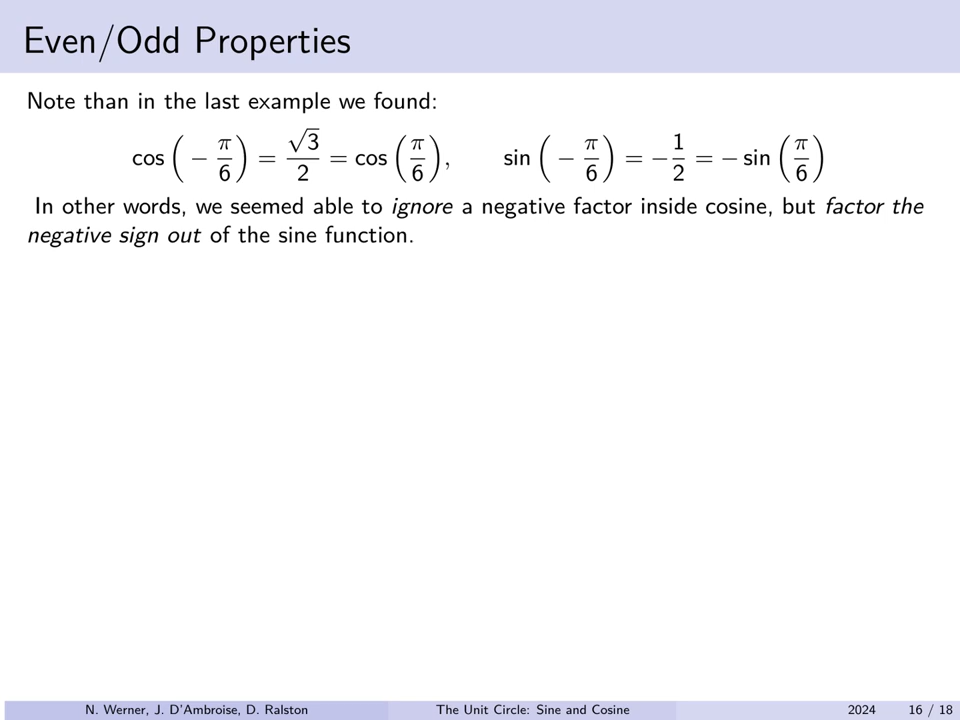 Even/Odd Properties
Note than in the last example we found:
cos(−π/6) = √3/2 = cos(π/6), sin(−π/6) = −1/2 = −sin(π/6)
In other words, we seemed able to ignore a negative factor inside cosine, but factor the
negative sign out of the sine function.
N. Werner, J. D'Ambroise, D. Ralston The Unit Circle: Sine and Cosine 2024 16 / 18